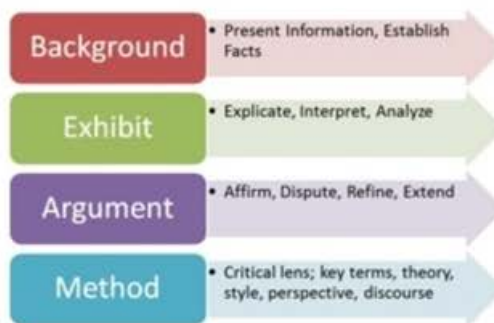 Background
• Present Information, Establish
Facts
Exhibit
• Explicate, Interpret, Analyze
Argument
• Affirm, Dispute, Refine, Extend
Method
• Critical lens; key terms, theory,
style, perspective, discourse